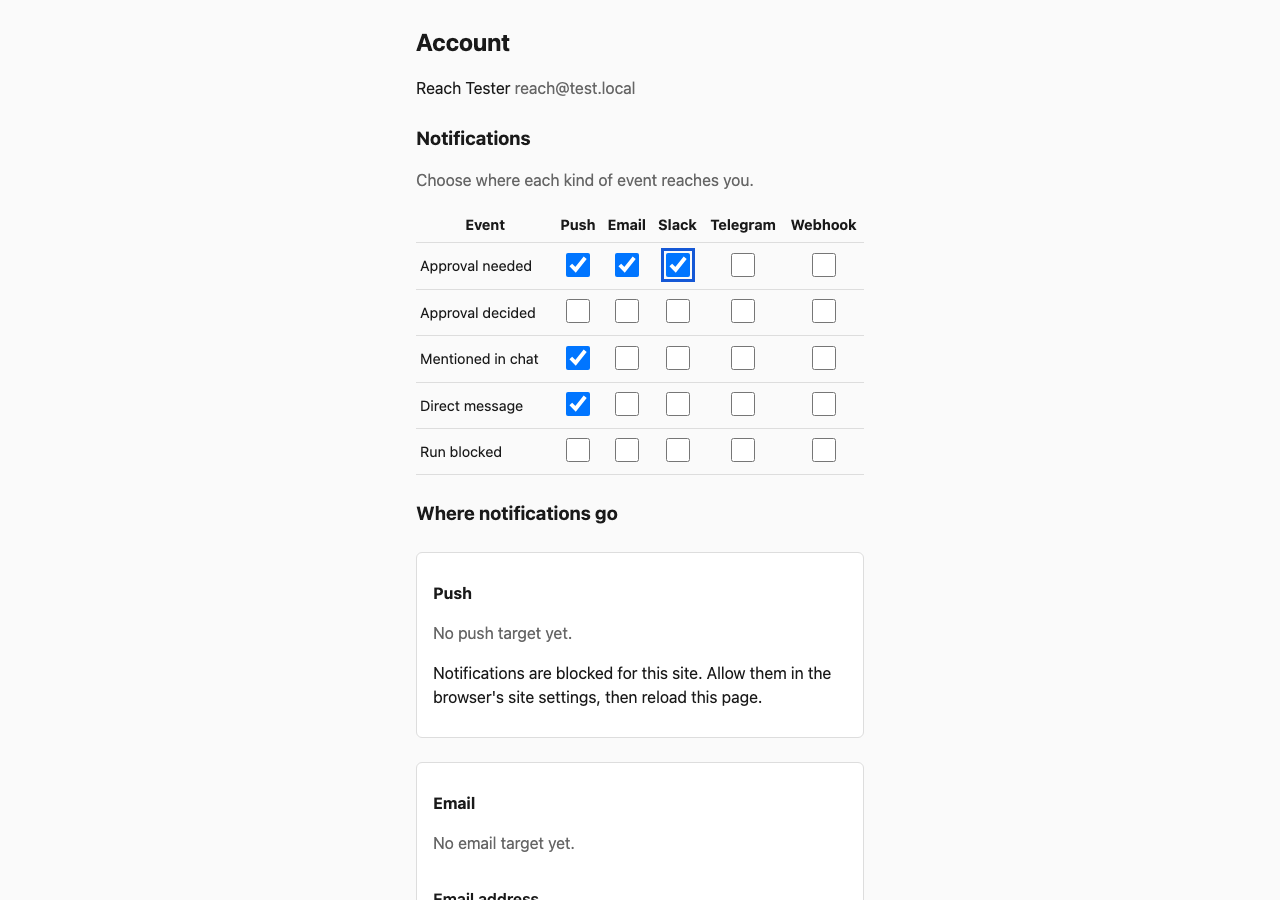 Account
Reach Tester reach@test.local
Notifications
Choose where each kind of event reaches you.
Event Push Email Slack Telegram Webhook
Approval needed
Approval decided
Mentioned in chat
Direct message
Run blocked
Where notifications go
Push
No push target yet.
Notifications are blocked for this site. Allow them in the
browser's site settings, then reload this page.
Email
No email target yet.
Email address